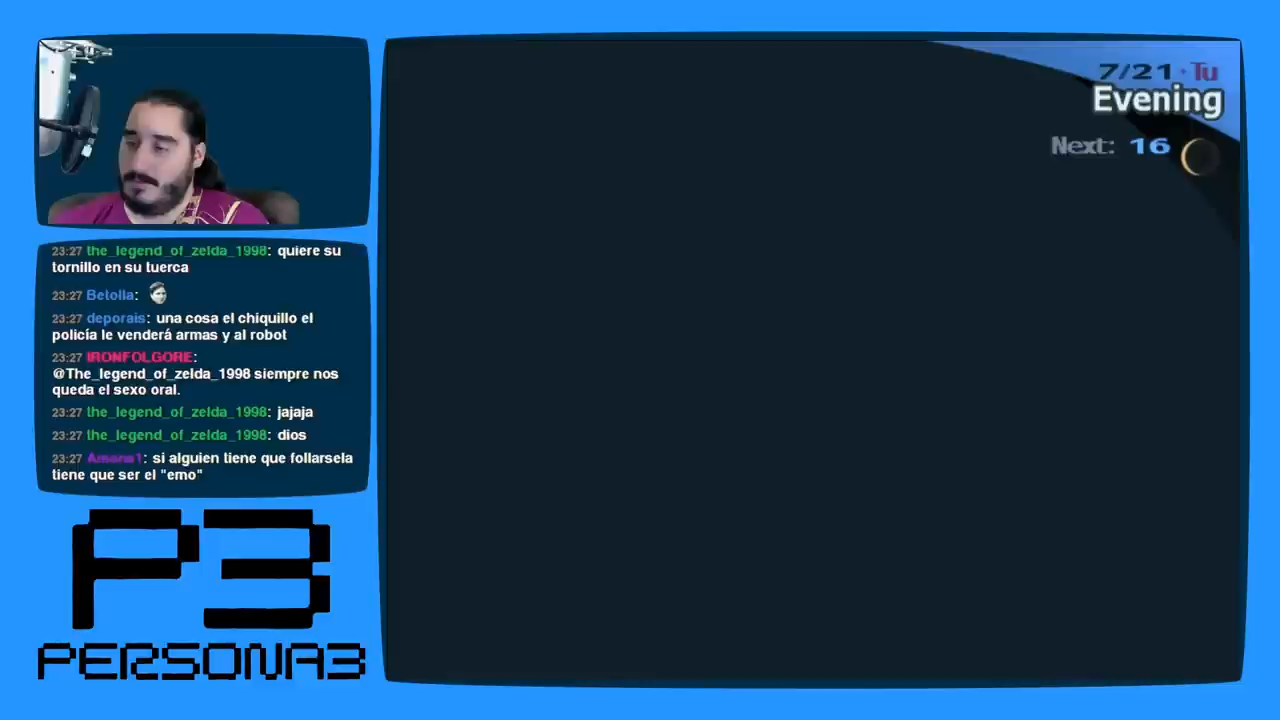 7/21 · Tu
Evening
Next: 16
23:27 the_legend_of_zelda_1998: quiere su
tornillo en su tuerca
23:27 Betolla:
23:27 deporais: una cosa el chiquillo el
policía le venderá armas y al robot
23:27 IRONFOLGORE:
@The_legend_of_zelda_1998 siempre nos
queda el sexo oral.
23:27 the_legend_of_zelda_1998: jajaja
23:27 the_legend_of_zelda_1998: dios
23:27 Amona1: si alguien tiene que follarsela
tiene que ser el "emo"
P3
PERSONA3